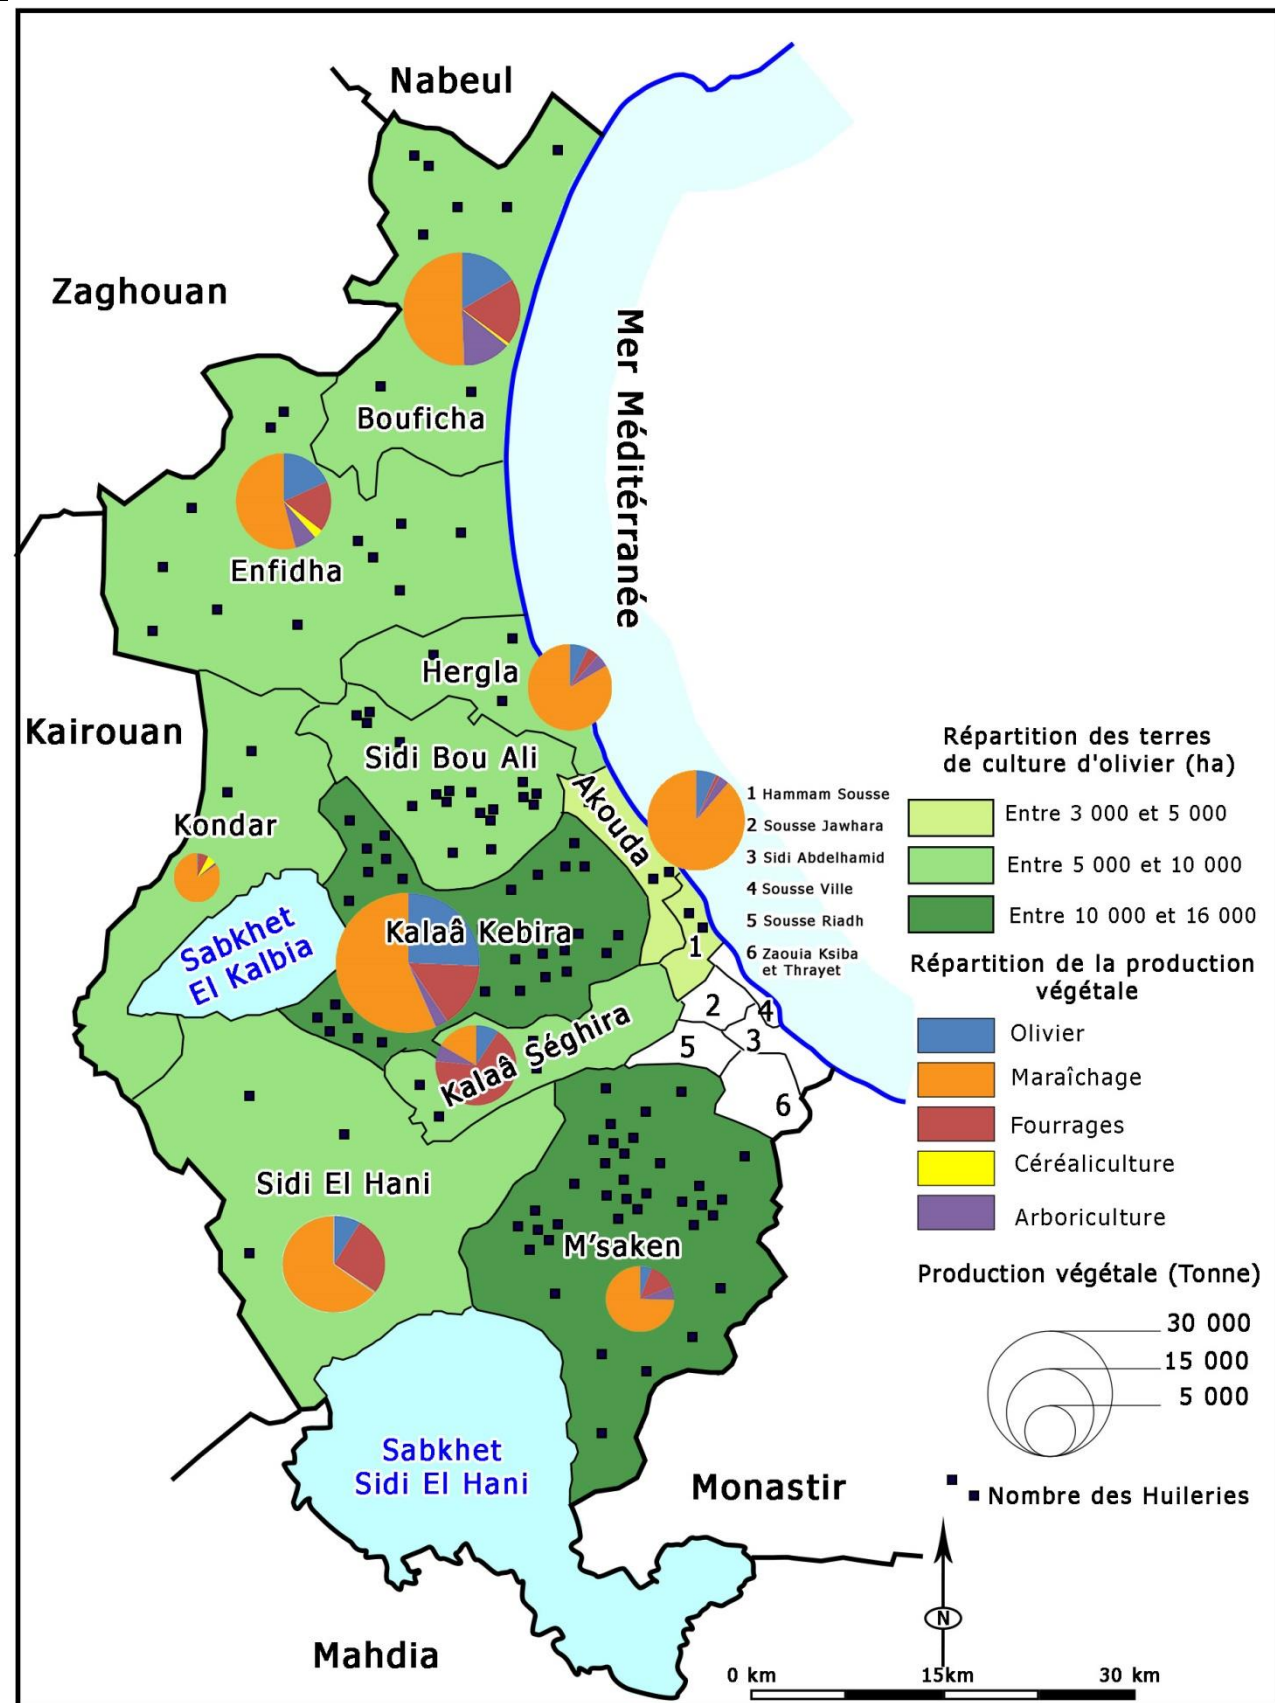 Nabeul
Zaghouan
Mer Méditérranée
Bouficha
Enfidha
Hergla
Kairouan
Sidi Bou Ali
Akouda
Kondar
Kalaâ Kebira
Sabkhet
El Kalbia
Kalaâ Séghira
1
2
4
3
5
6
Sidi El Hani
M'saken
Sabkhet
Sidi El Hani
Monastir
Mahdia
1 Hammam Sousse
2 Sousse Jawhara
3 Sidi Abdelhamid
4 Sousse Ville
5 Sousse Riadh
6 Zaouia Ksiba
et Thrayet
Répartition des terres
de culture d'olivier (ha)
Entre 3 000 et 5 000
Entre 5 000 et 10 000
Entre 10 000 et 16 000
Répartition de la production
végétale
Olivier
Maraîchage
Fourrages
Céréaliculture
Arboriculture
Production végétale (Tonne)
30 000
15 000
5 000
Nombre des Huileries
N
0 km 15km 30 km